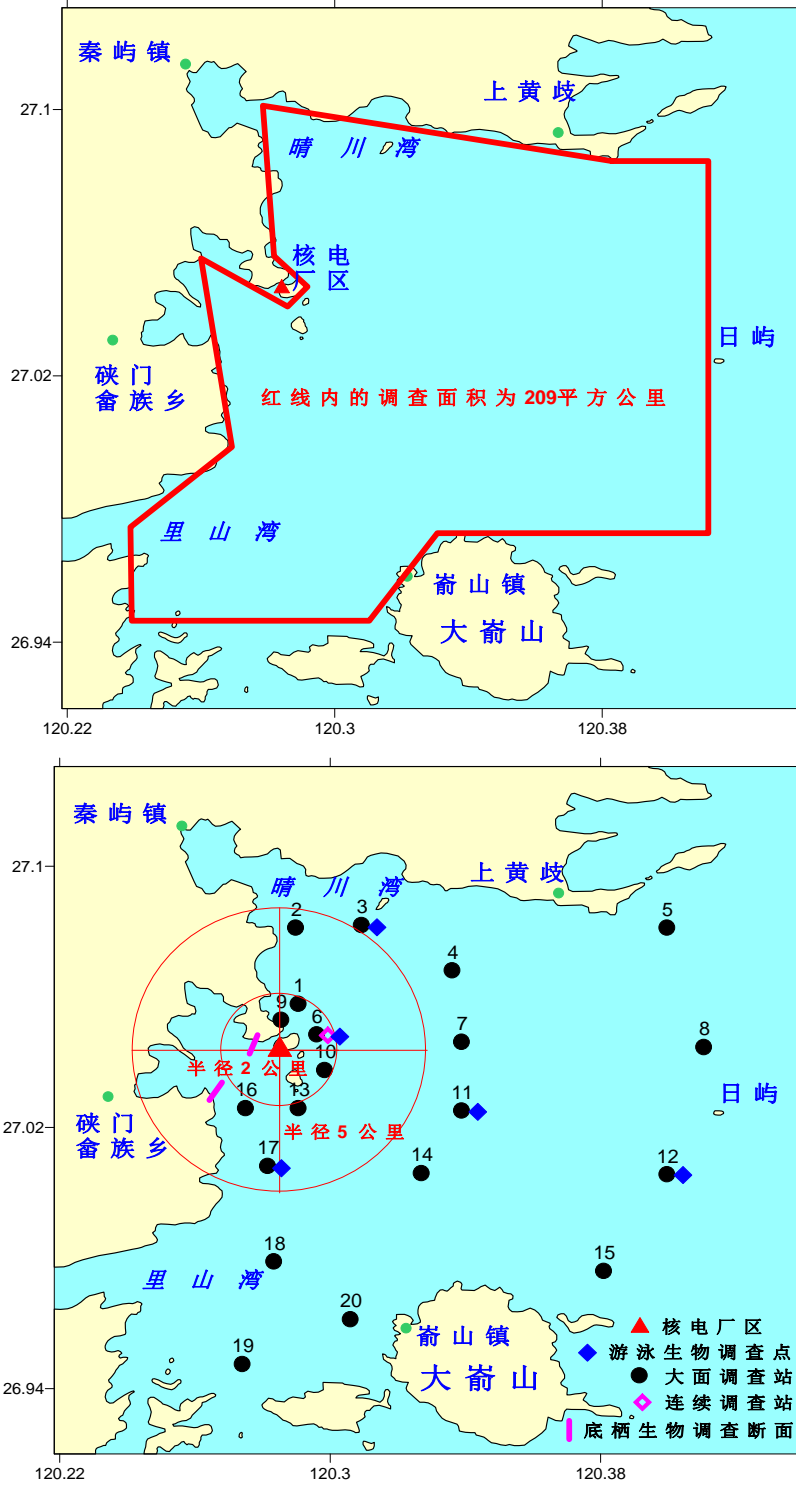 秦屿镇
上黄歧
27.1
晴川湾
核电
厂区
日屿
27.02
硖门
畲族乡
红线内的调查面积为209平方公里
里山湾
嵛山镇
大嵛山
26.94
120.22
120.3
120.38
秦屿镇
上黄歧
27.1
晴川湾
2
3
5
4
1
9
6
7
8
10
半径2公里
16
13
11
日屿
硖门
畲族乡
27.02
半径5公里
17
14
12
18
里山湾
15
20
嵛山镇
大嵛山
19
26.94
核电厂区
游泳生物调查点
大面调查站
连续调查站
底栖生物调查断面
120.22
120.3
120.38